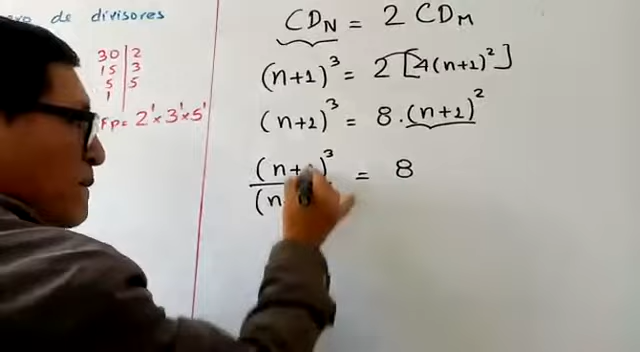 de divisores
30 | 2
15 | 3
5 | 5
1
FP= 2¹ x 3¹ x 5¹
CD_N = 2 CD_M
(n+1)³ = 2 [4(n+1)²]
(n+1)³ = 8 . (n+1)²
(n+ )³ = 8
(n